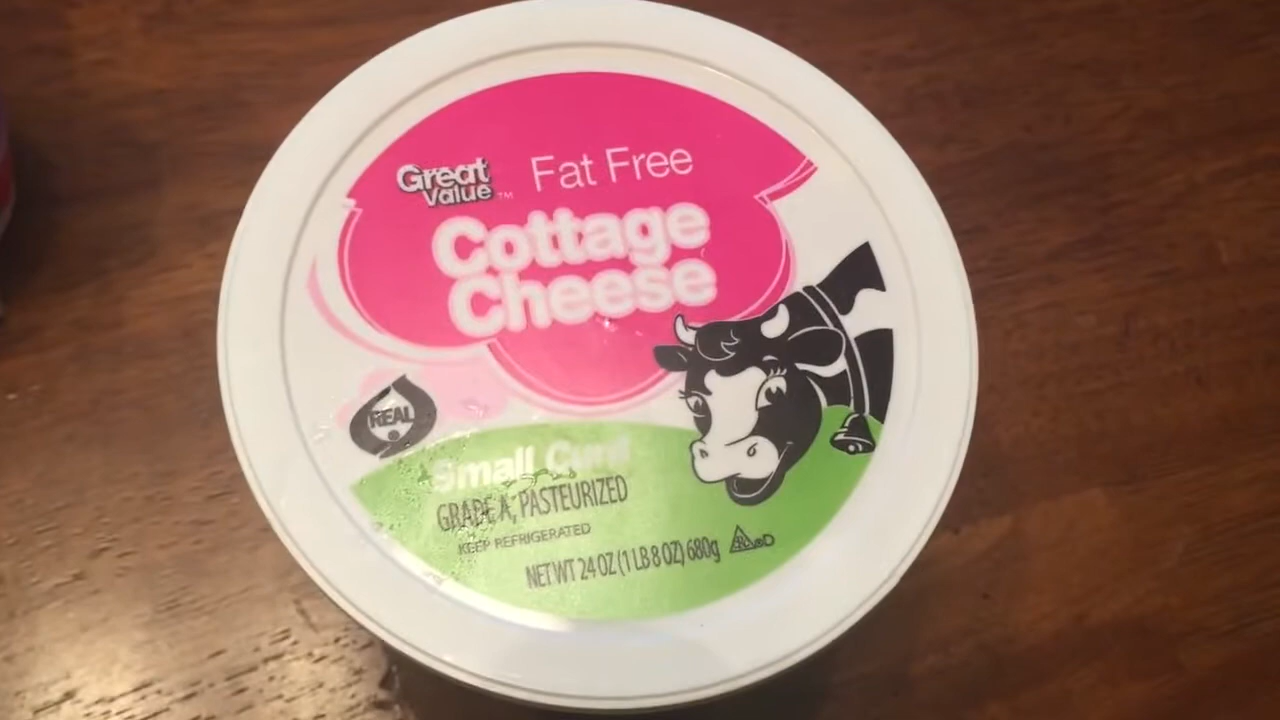 Great Value™
Fat Free
Cottage
Cheese
REAL
Small Curd
GRADE A, PASTEURIZED
KEEP REFRIGERATED
NET WT 24 OZ (1 LB 8 OZ) 680g
D